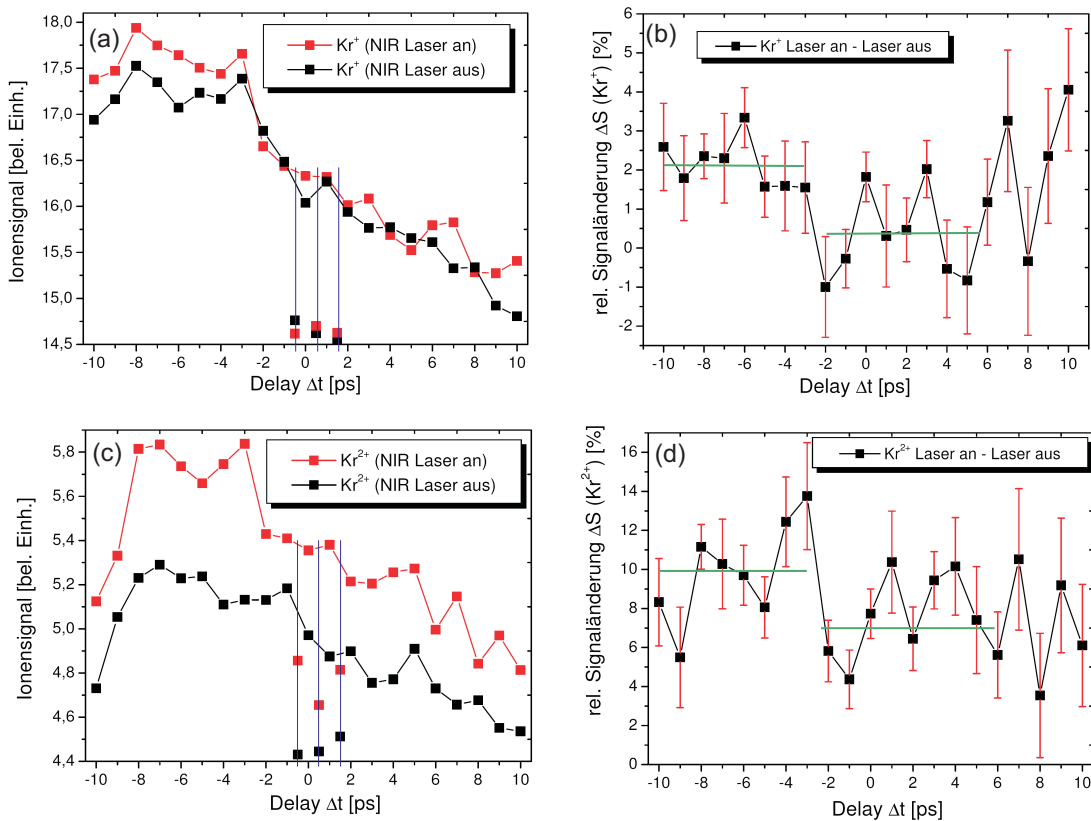 (a)
Kr+ (NIR Laser an)
Kr+ (NIR Laser aus)
Ionensignal [bel. Einh.]
18,0
17,5
17,0
16,5
16,0
15,5
15,0
14,5
-10 -8 -6 -4 -2 0 2 4 6 8 10
Delay Δt [ps]
(b)
Kr+ Laser an - Laser aus
rel. Signaländerung ΔS (Kr+) [%]
6
5
4
3
2
1
0
-1
-2
-10 -8 -6 -4 -2 0 2 4 6 8 10
Delay Δt [ps]
(c)
Kr2+ (NIR Laser an)
Kr2+ (NIR Laser aus)
Ionensignal [bel. Einh.]
5,8
5,6
5,4
5,2
5,0
4,8
4,6
4,4
-10 -8 -6 -4 -2 0 2 4 6 8 10
Delay Δt [ps]
(d)
Kr2+ Laser an - Laser aus
rel. Signaländerung ΔS (Kr2+) [%]
16
14
12
10
8
6
4
2
0
-10 -8 -6 -4 -2 0 2 4 6 8 10
Delay Δt [ps]